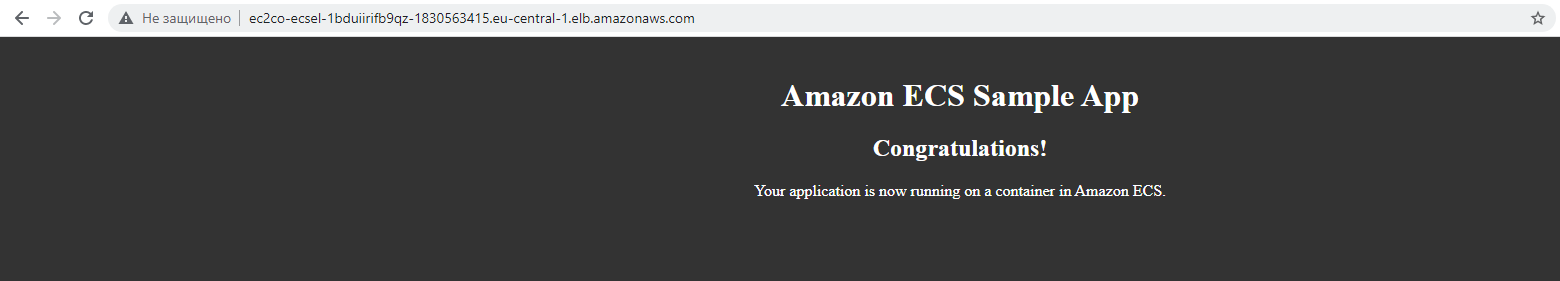 Не защищено ec2co-ecsel-1bduiirifb9qz-1830563415.eu-central-1.elb.amazonaws.com
Amazon ECS Sample App
Congratulations!
Your application is now running on a container in Amazon ECS.